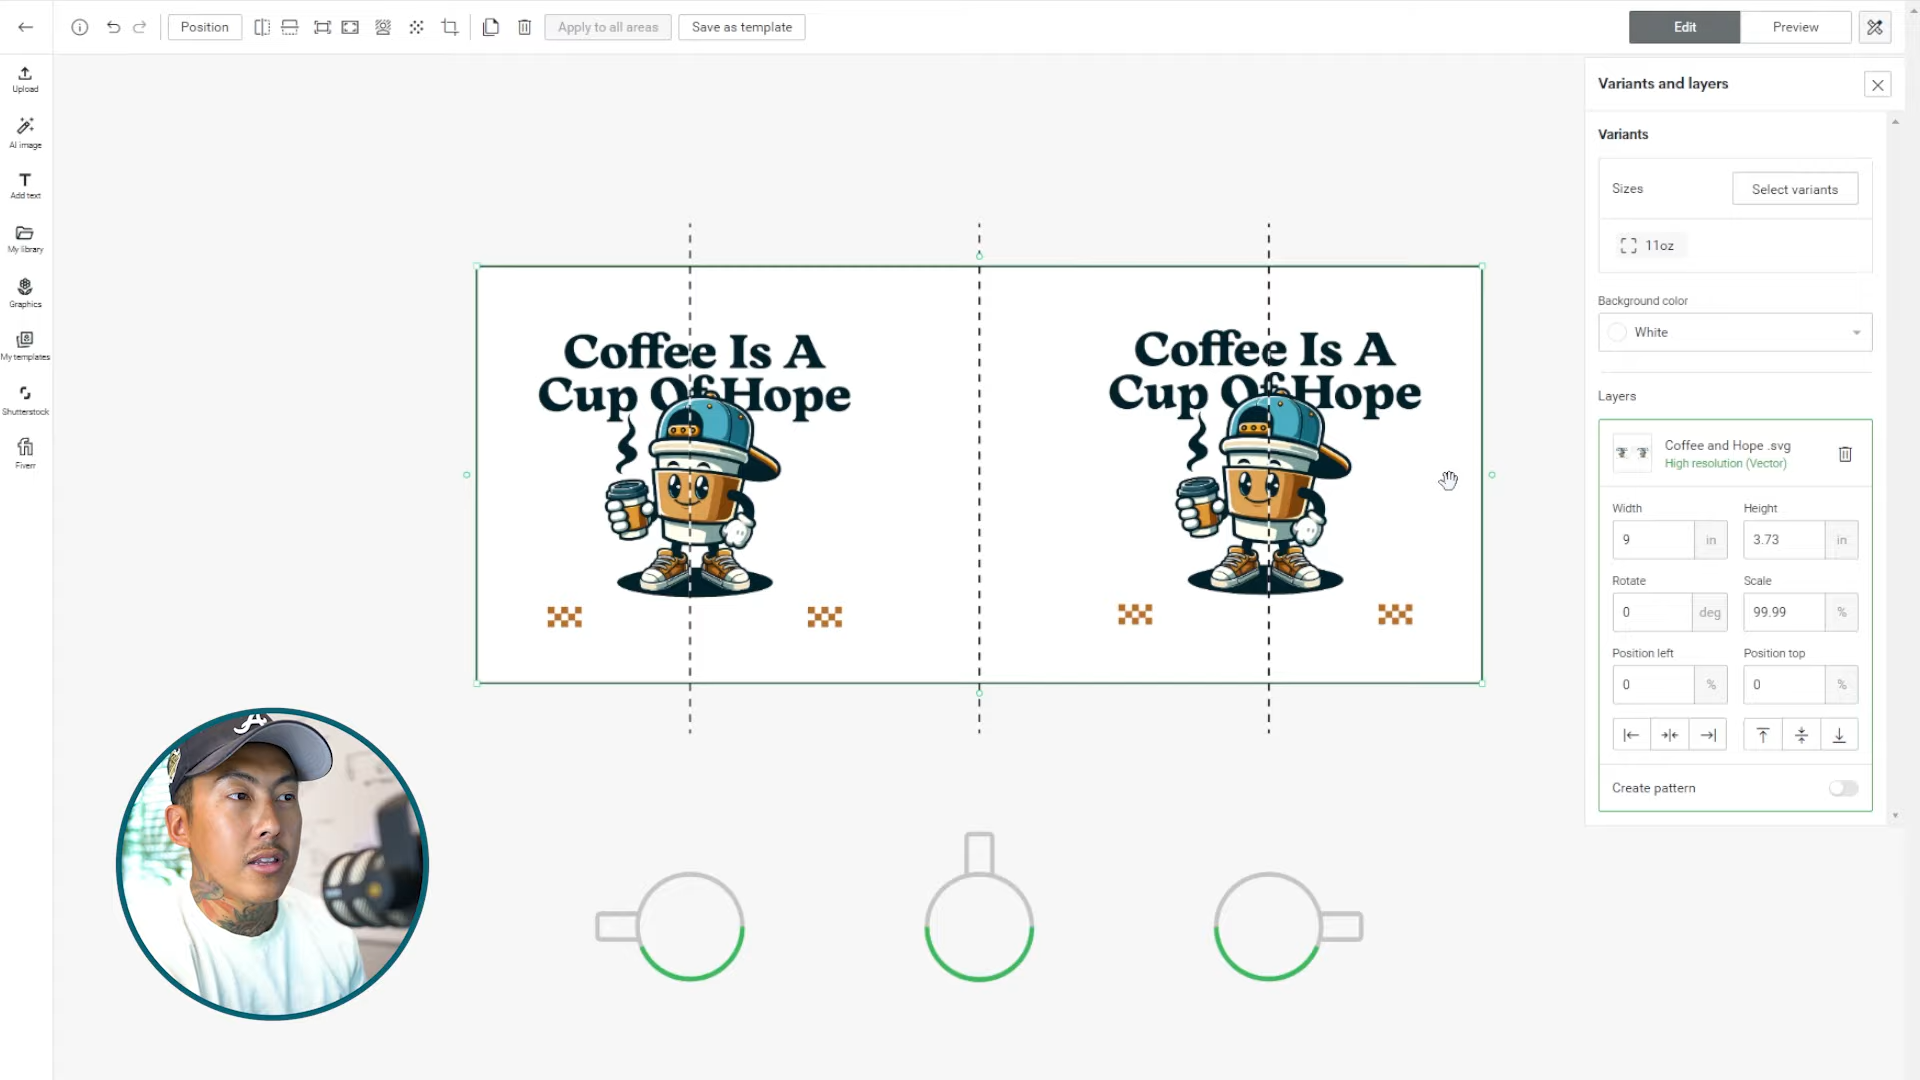 Position
Apply to all areas
Save as template
Edit
Preview
Upload
AI image
Add text
My library
Graphics
My templates
Shutterstock
Fiverr
Coffee Is A
Cup Of Hope
Coffee Is A
Cup Of Hope
A
Variants and layers
Variants
Sizes
Select variants
11oz
Background color
White
Layers
Coffee and Hope .svg
High resolution (Vector)
Width
Height
9 in
3.73 in
Rotate
Scale
0 deg
99.99 %
Position left
Position top
0 %
0 %
Create pattern